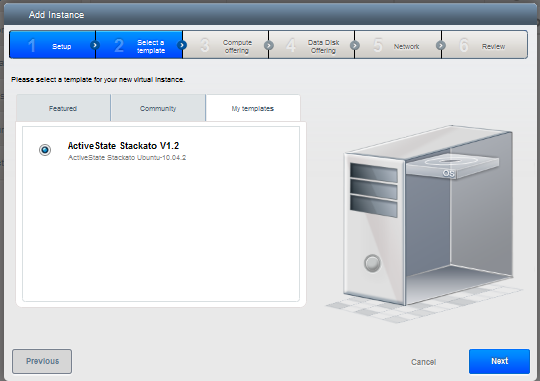 Add Instance
1 Setup
2 Select a template
3 Compute offering
4 Data Disk Offering
5 Network
6 Review
Please select a template for your new virtual instance.
Featured
Community
My templates
ActiveState Stackato V1.2
ActiveState Stackato Ubuntu-10.04.2
OS
Previous
Cancel
Next